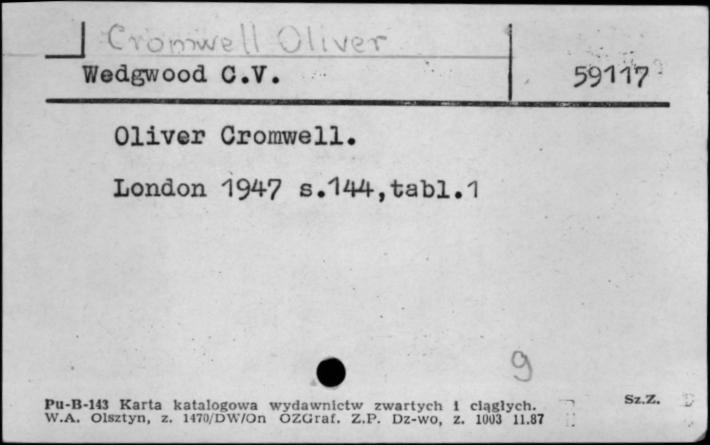 Cromwell Oliver
Wedgwood C.V. 59117
Oliver Cromwell.
London 1947 s.144,tabl.1
9
Pu-B-143 Karta katalogowa wydawnictw zwartych i ciągłych. Sz.Z.
W.A. Olsztyn, z. 1470/DW/On OZGraf. Z.P. Dz-wo, z. 1003 11.87